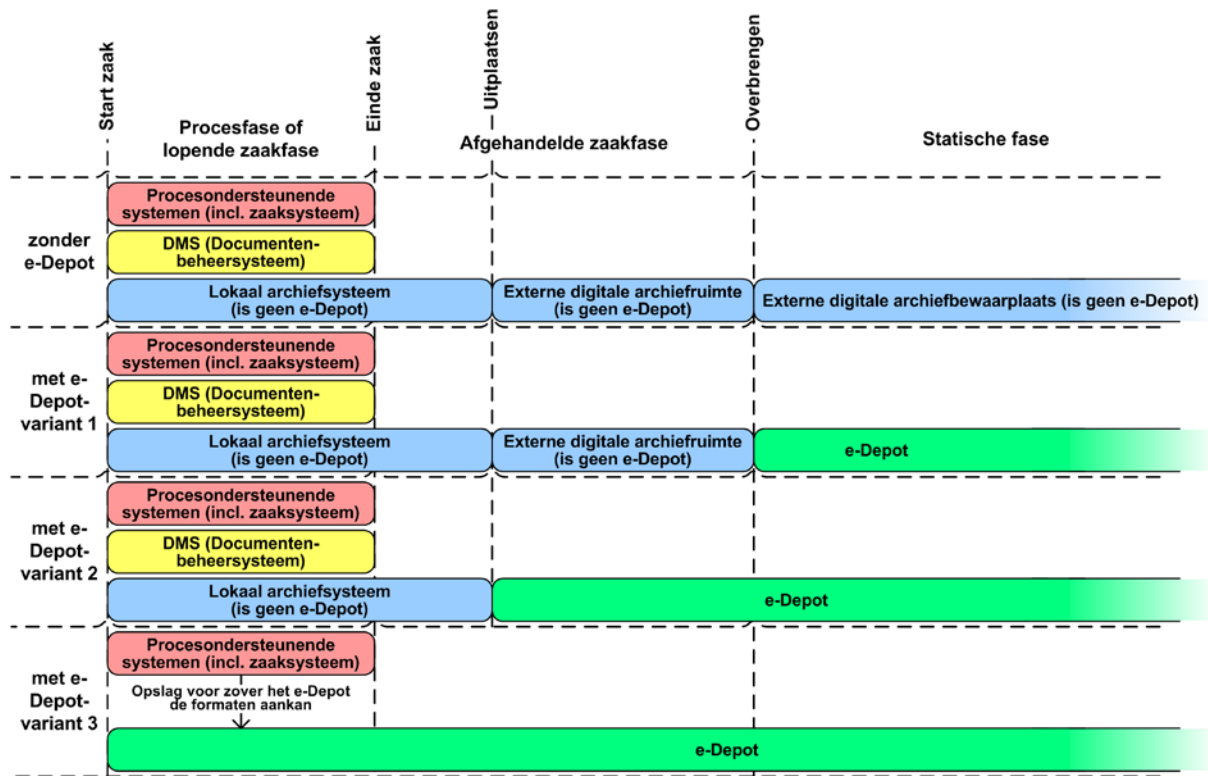 Start zaak
Einde zaak
Uitplaatsen
Overbrengen
Procesfase of
lopende zaakfase
Afgehandelde zaakfase
Statische fase
zonder
e-Depot
Procesondersteunende
systemen (incl. zaaksysteem)
DMS (Documenten-
beheersysteem)
Lokaal archiefsysteem
(is geen e-Depot)
Externe digitale archiefruimte
(is geen e-Depot)
Externe digitale archiefbewaarplaats (is geen e-Depot)
met e-
Depot-
variant 1
Procesondersteunende
systemen (incl. zaaksysteem)
DMS (Documenten-
beheersysteem)
Lokaal archiefsysteem
(is geen e-Depot)
Externe digitale archiefruimte
(is geen e-Depot)
e-Depot
met e-
Depot-
variant 2
Procesondersteunende
systemen (incl. zaaksysteem)
DMS (Documenten-
beheersysteem)
Lokaal archiefsysteem
(is geen e-Depot)
e-Depot
met e-
Depot-
variant 3
Procesondersteunende
systemen (incl. zaaksysteem)
Opslag voor zover het e-Depot
de formaten aankan
e-Depot